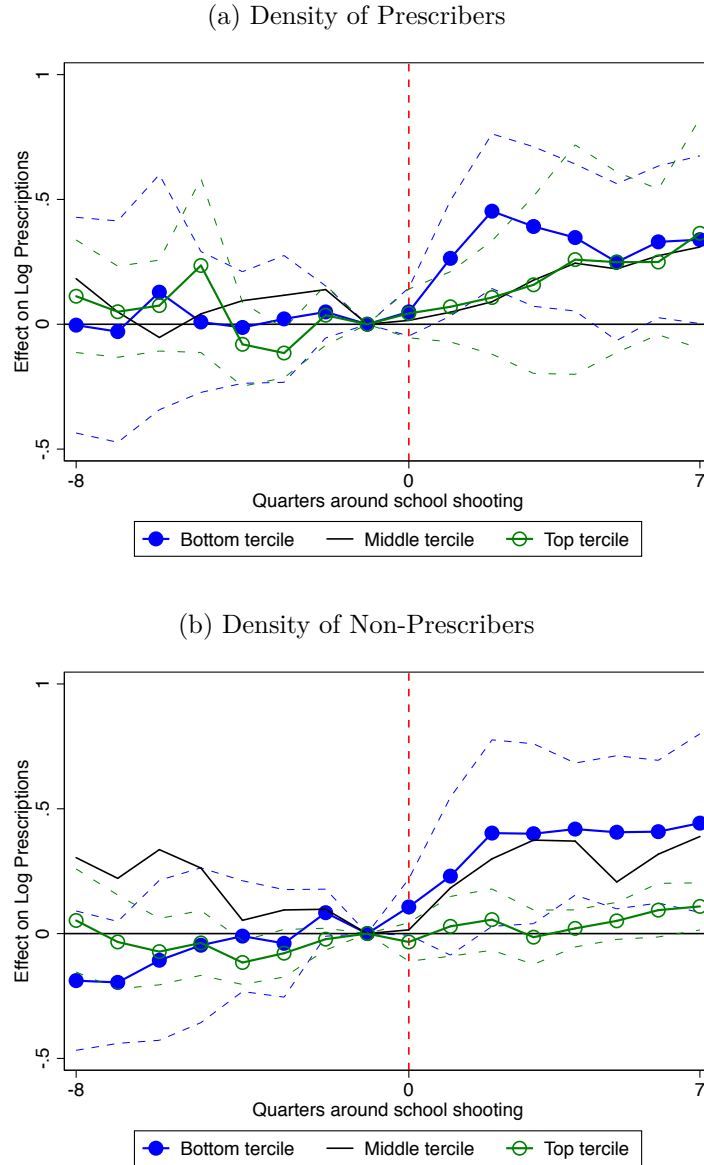 (a) Density of Prescribers
1
.5
0
-.5
Effect on Log Prescriptions
-8
0
7
Quarters around school shooting
Bottom tercile
Middle tercile
Top tercile
(b) Density of Non-Prescribers
1
.5
0
-.5
Effect on Log Prescriptions
-8
0
7
Quarters around school shooting
Bottom tercile
Middle tercile
Top tercile